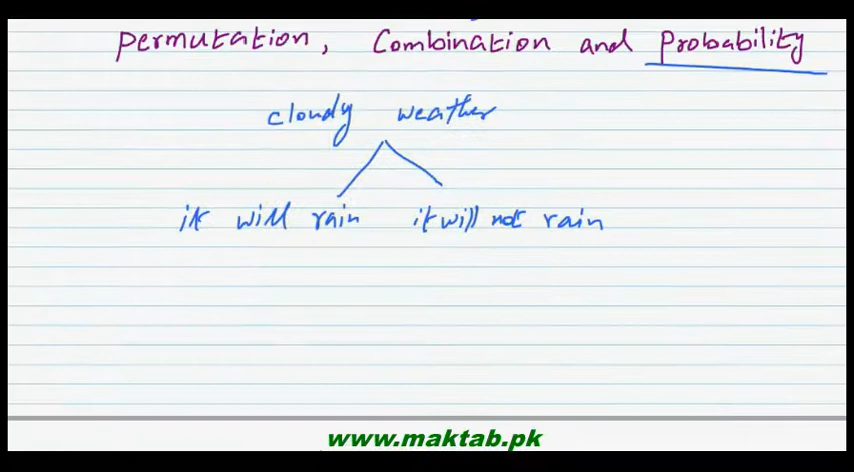 Permutation, Combination and Probability
cloudy weather
it will rain it will not rain
www.maktab.pk